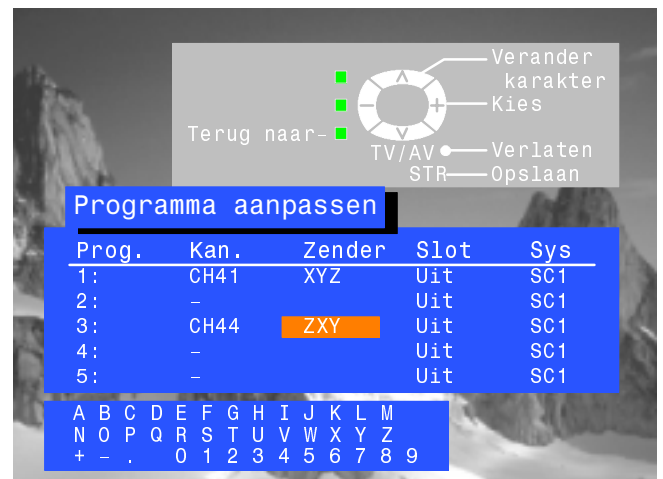 Verander
karakter
Kies
Terug naar–
TV/AV Verlaten
STR Opslaan
Programma aanpassen
Prog. Kan. Zender Slot Sys
1: CH41 XYZ Uit SC1
2: – Uit SC1
3: CH44 ZXY Uit SC1
4: – Uit SC1
5: – Uit SC1
A B C D E F G H I J K L M
N O P Q R S T U V W X Y Z
+ – . 0 1 2 3 4 5 6 7 8 9